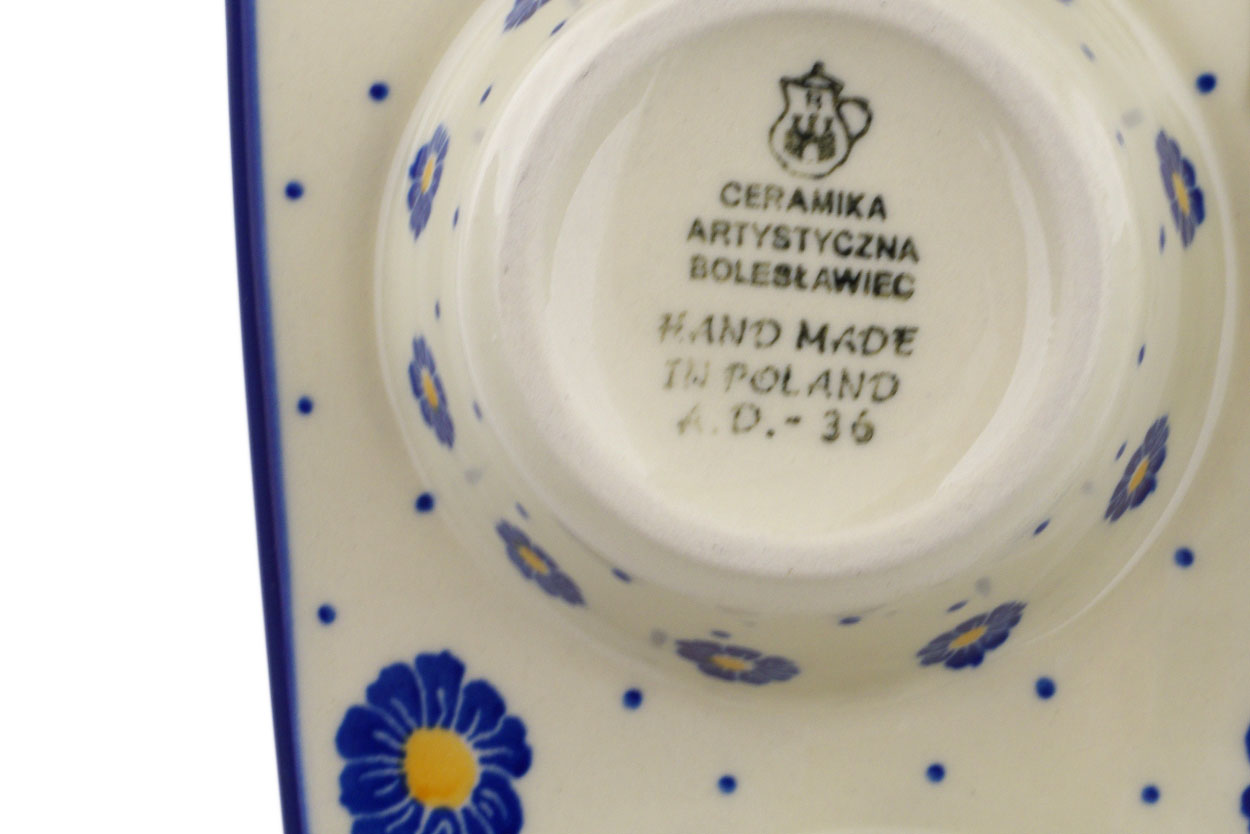 CERAMIKA
ARTYSTYCZNA
BOLESŁAWIEC
HAND MADE
IN POLAND
A.D.- 36